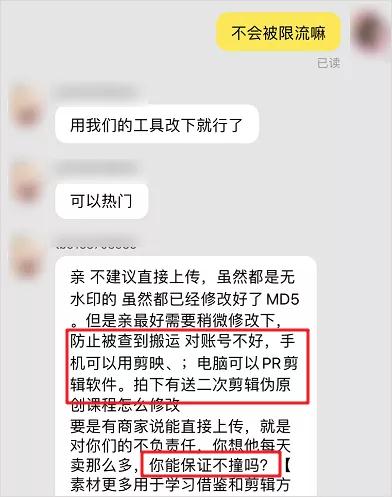 不会被限流嘛
已读
用我们的工具改下就行了
可以热门
亲 不建议直接上传，虽然都是无
水印的 虽然都已经修改好了MD5
。但是亲最好需要稍微修改下，
防止被查到搬运 对账号不好，手
机可以用剪映、；电脑可以PR剪
辑软件。拍下有送二次剪辑伪原
创课程怎么修改
要是有商家说能直接上传，就是
对你们的不负责任，你想他每天
卖那么多，你能保证不撞吗？【
素材更多用于学习借鉴和剪辑方